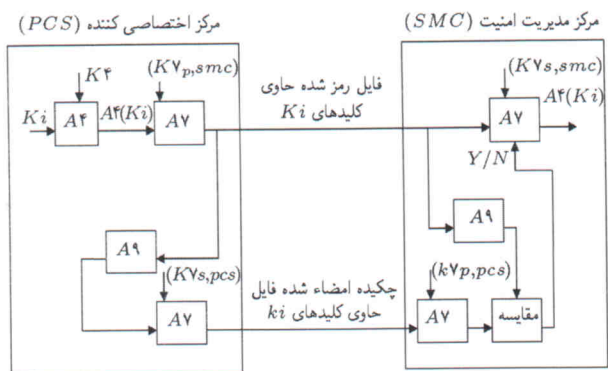 مرکز اختصاصی کننده (PCS)
مرکز مدیریت امنیت (SMC)
K۴
(K۷p,smc)
Ki
A۴
A۴(Ki)
A۷
فایل رمز شده حاوی
کلیدهای Ki
(K۷s,smc)
A۷
A۴(Ki)
Y/N
A۹
A۹
(K۷s,pcs)
A۷
چکیده امضاء شده فایل
حاوی کلیدهای ki
(k۷p,pcs)
A۷
مقایسه